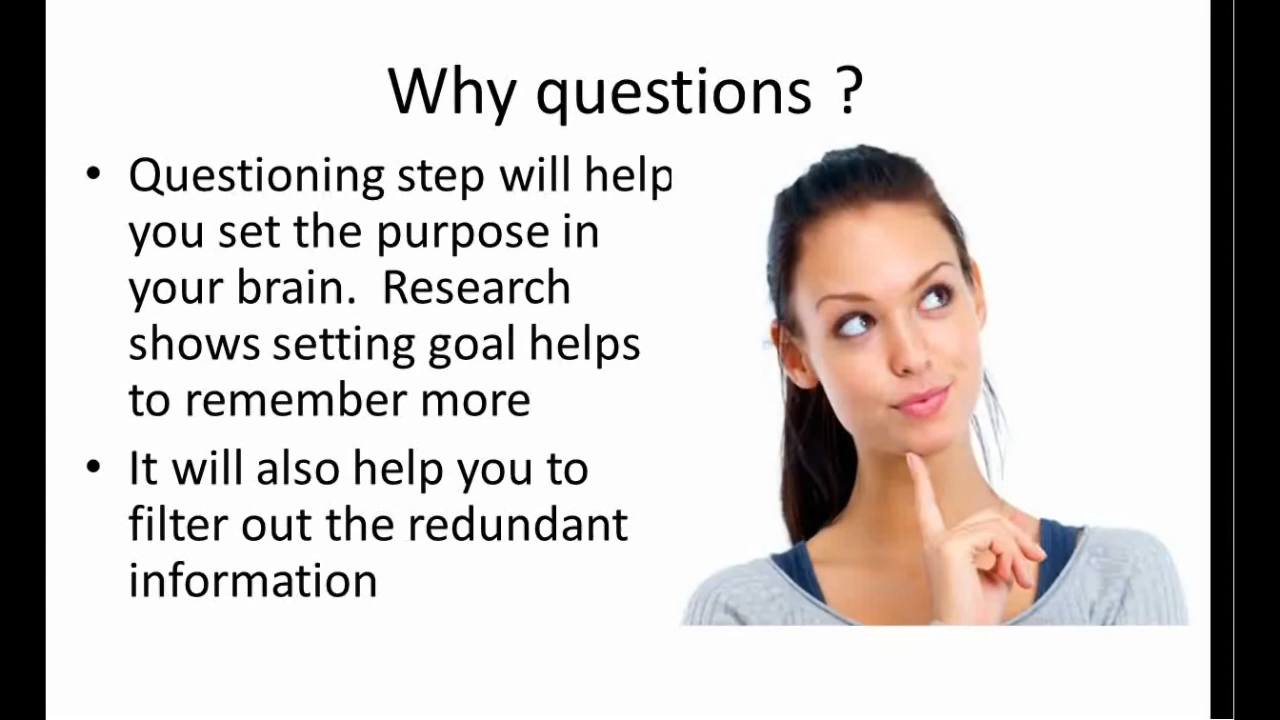 Why questions ?
• Questioning step will help
you set the purpose in
your brain.  Research
shows setting goal helps
to remember more
• It will also help you to
filter out the redundant
information